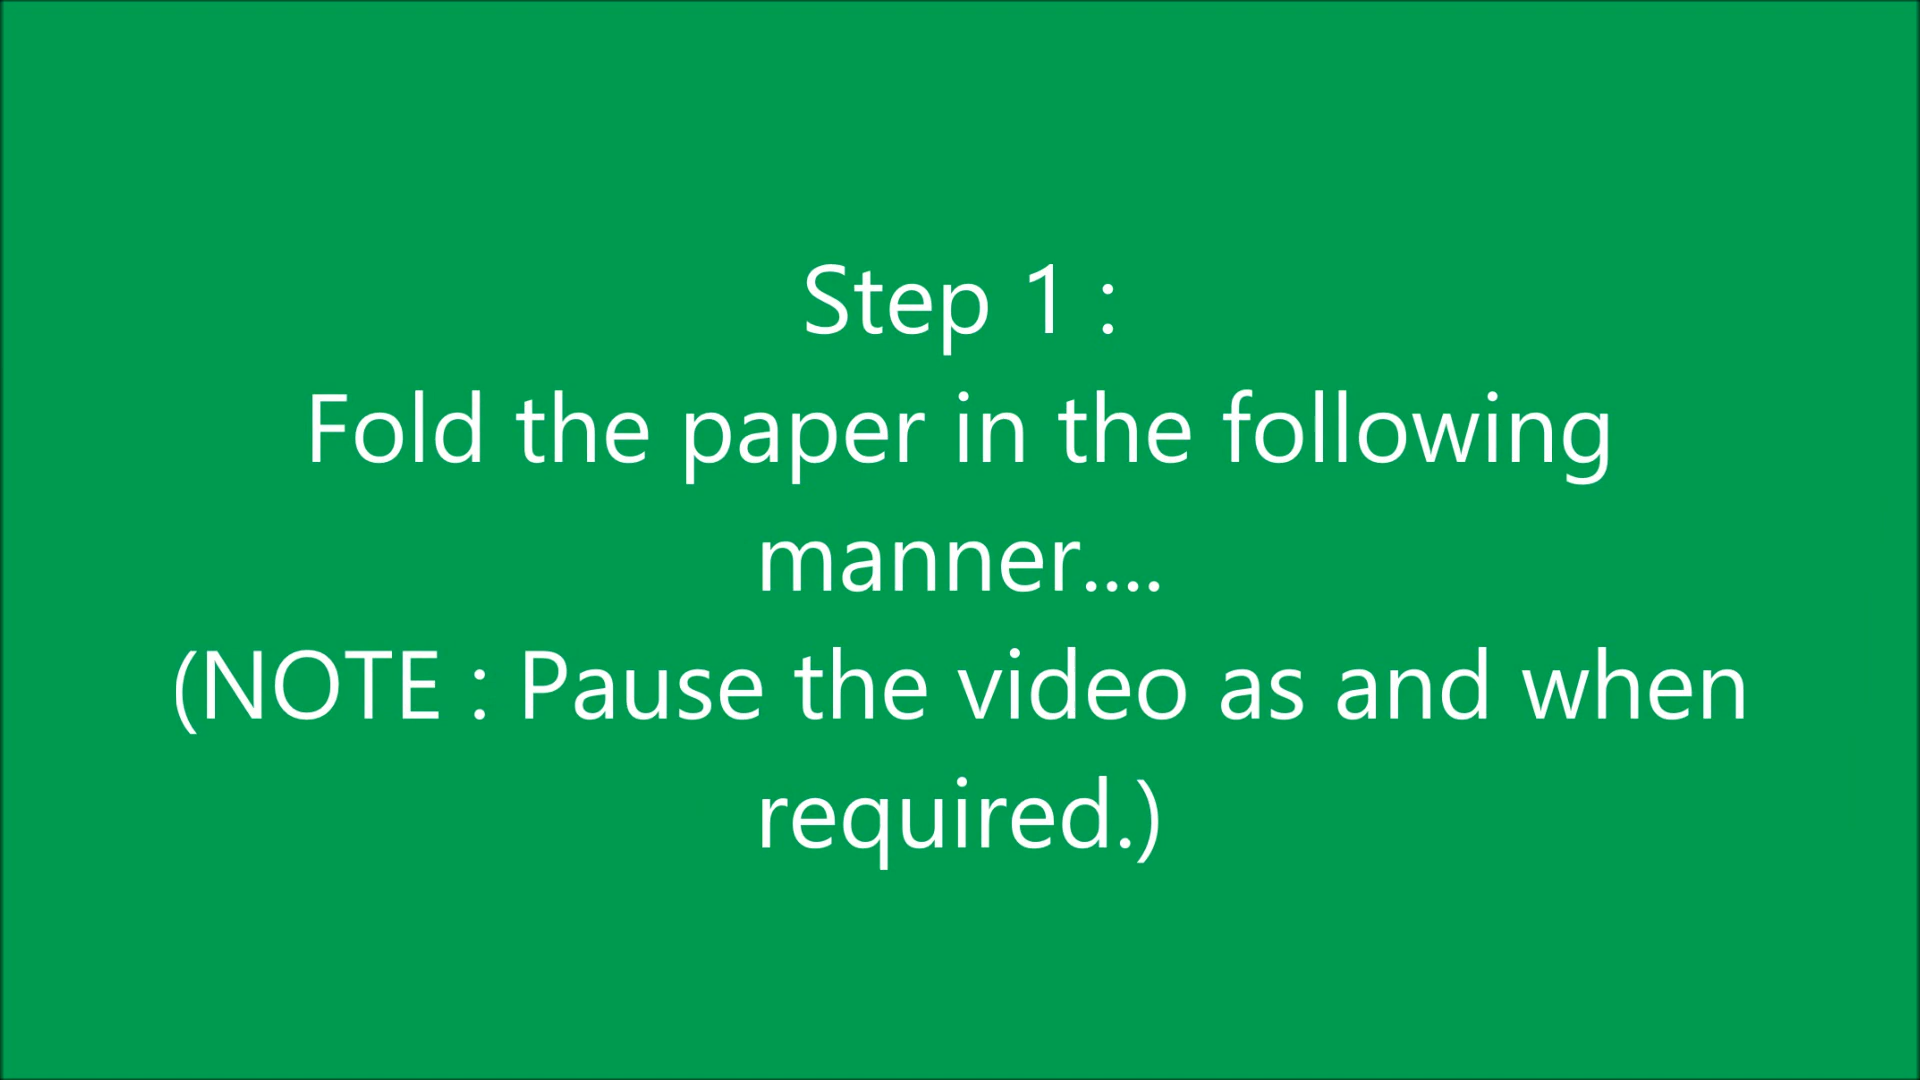 Step 1 :
Fold the paper in the following
manner....
(NOTE : Pause the video as and when
required.)